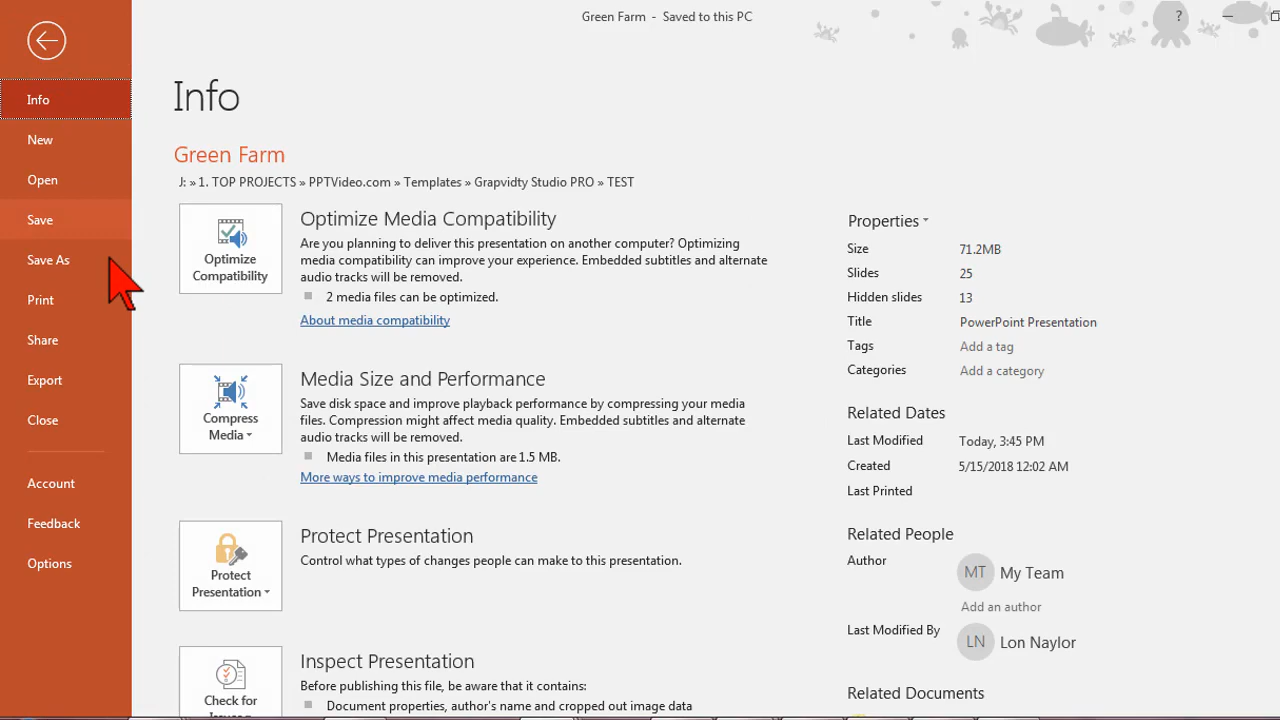 Green Farm - Saved to this PC
?
Info
New
Open
Save
Save As
Print
Share
Export
Close
Account
Feedback
Options
Info
Green Farm
J: » 1. TOP PROJECTS » PPTVideo.com » Templates » Grapvidty Studio PRO » TEST
Optimize
Compatibility
Optimize Media Compatibility
Are you planning to deliver this presentation on another computer? Optimizing
media compatibility can improve your experience. Embedded subtitles and alternate
audio tracks will be removed.
2 media files can be optimized.
About media compatibility
Compress
Media
Media Size and Performance
Save disk space and improve playback performance by compressing your media
files. Compression might affect media quality. Embedded subtitles and alternate
audio tracks will be removed.
Media files in this presentation are 1.5 MB.
More ways to improve media performance
Protect
Presentation
Protect Presentation
Control what types of changes people can make to this presentation.
Check for
Issues
Inspect Presentation
Before publishing this file, be aware that it contains:
Document properties, author's name and cropped out image data
Properties
Size 71.2MB
Slides 25
Hidden slides 13
Title PowerPoint Presentation
Tags Add a tag
Categories Add a category
Related Dates
Last Modified Today, 3:45 PM
Created 5/15/2018 12:02 AM
Last Printed
Related People
Author MT My Team
Add an author
Last Modified By LN Lon Naylor
Related Documents